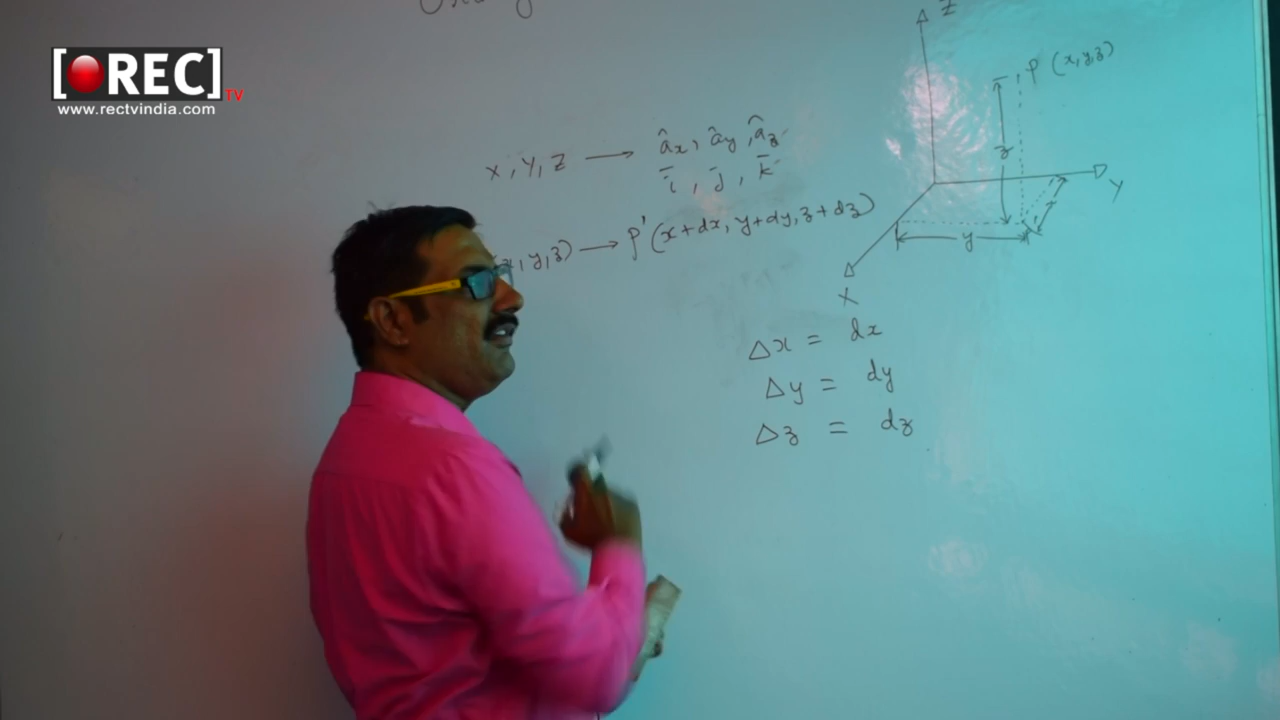 [REC]
TV
www.rectvindia.com
Z
P (x,y,z)
z
Y
y
X
X, Y, Z → âx, ây, âz
i̅, j̅, k̅
x, y, z) → P'(x+dx, y+dy, z+dz)
Δx = dx
Δy = dy
Δz = dz